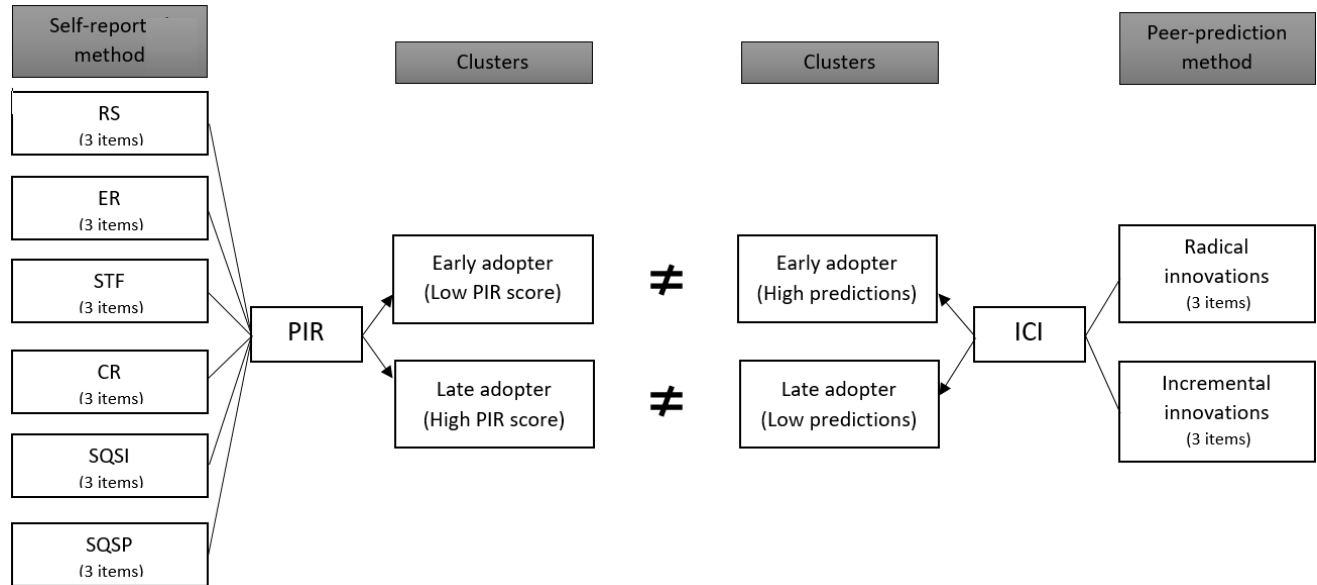 Self-report
method
RS
(3 items)
ER
(3 items)
STF
(3 items)
CR
(3 items)
SQSI
(3 items)
SQSP
(3 items)
PIR
Clusters
Early adopter
(Low PIR score)
Late adopter
(High PIR score)
≠
≠
Clusters
Early adopter
(High predictions)
Late adopter
(Low predictions)
ICI
Peer-prediction
method
Radical
innovations
(3 items)
Incremental
innovations
(3 items)